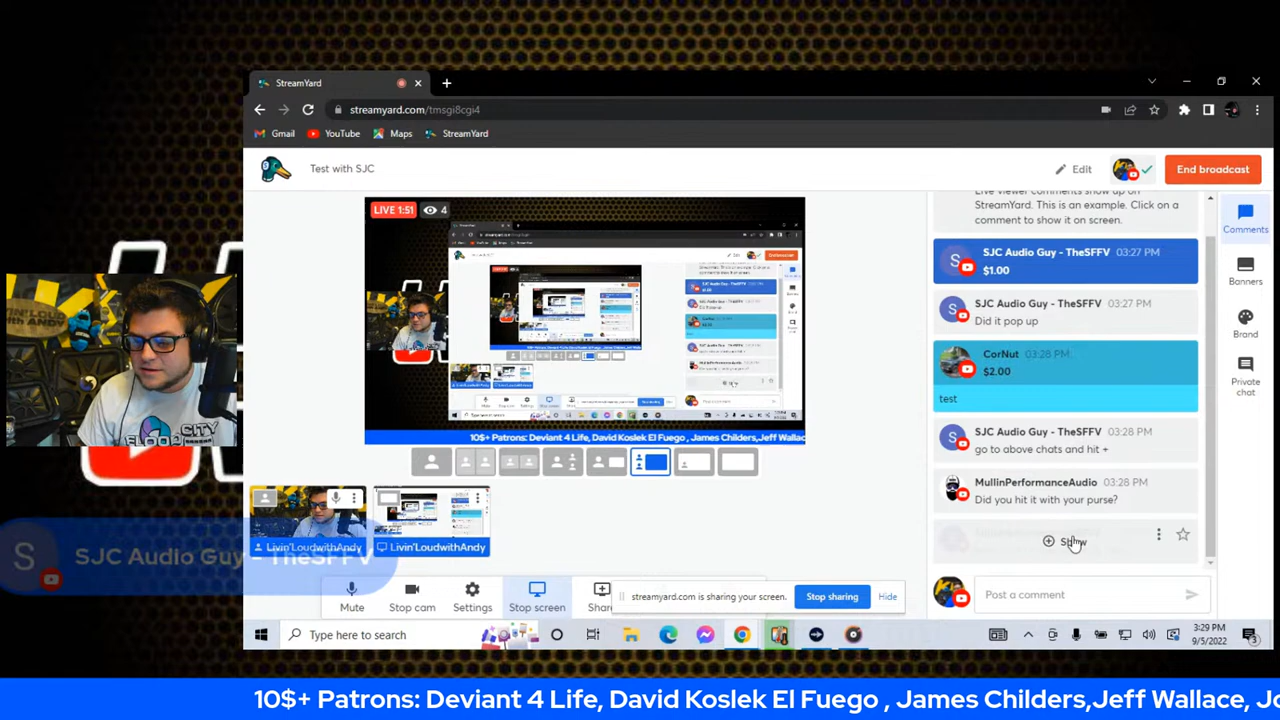 StreamYard
streamyard.com/tmsgi8cgi4
Gmail YouTube Maps StreamYard
Test with SJC
Edit
End broadcast
LIVE 1:51 4
Live viewer comments show up on
StreamYard. This is an example. Click on a
comment to show it on screen.
SJC Audio Guy - TheSFFV 03:27 PM
$1.00
SJC Audio Guy - TheSFFV 03:27 PM
Did it pop up
CorNut 03:28 PM
$2.00
test
SJC Audio Guy - TheSFFV 03:28 PM
go to above chats and hit +
MullinPerformanceAudio 03:28 PM
Did you hit it with your purse?
Show
Post a comment
Comments
Banners
Brand
Private
chat
10$+ Patrons: Deviant 4 Life, David Koslek El Fuego , James Childers,Jeff Wallac
Livin'LoudwithAndy
Livin'LoudwithAndy
S SJC Audio Guy - TheSFFV
Mute
Stop cam
Settings
Stop screen
streamyard.com is sharing your screen.
Stop sharing
Hide
Type here to search
3:29 PM
9/5/2022
3
FLOOD CITY
10$+ Patrons: Deviant 4 Life, David Koslek El Fuego , James Childers,Jeff Wallace,